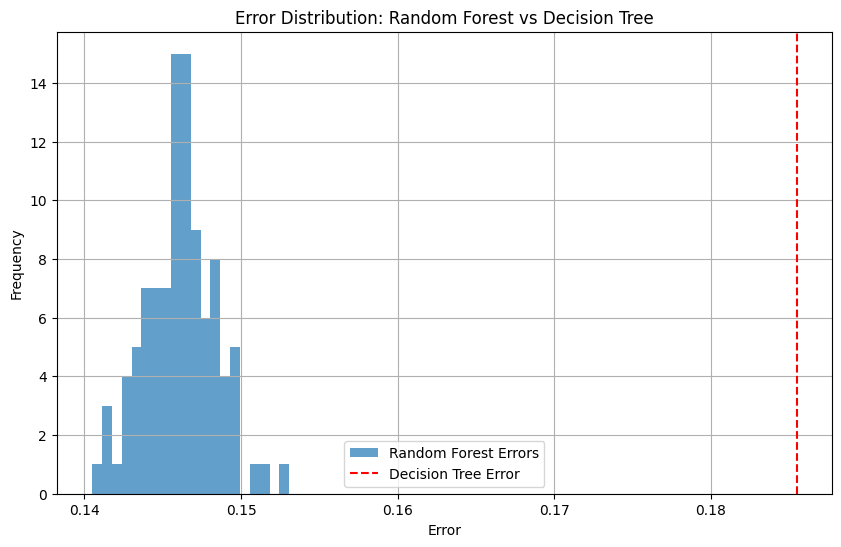 Error Distribution: Random Forest vs Decision Tree
Frequency
14
12
10
8
6
4
2
0
0.14
0.15
0.16
0.17
0.18
Error
Random Forest Errors
Decision Tree Error